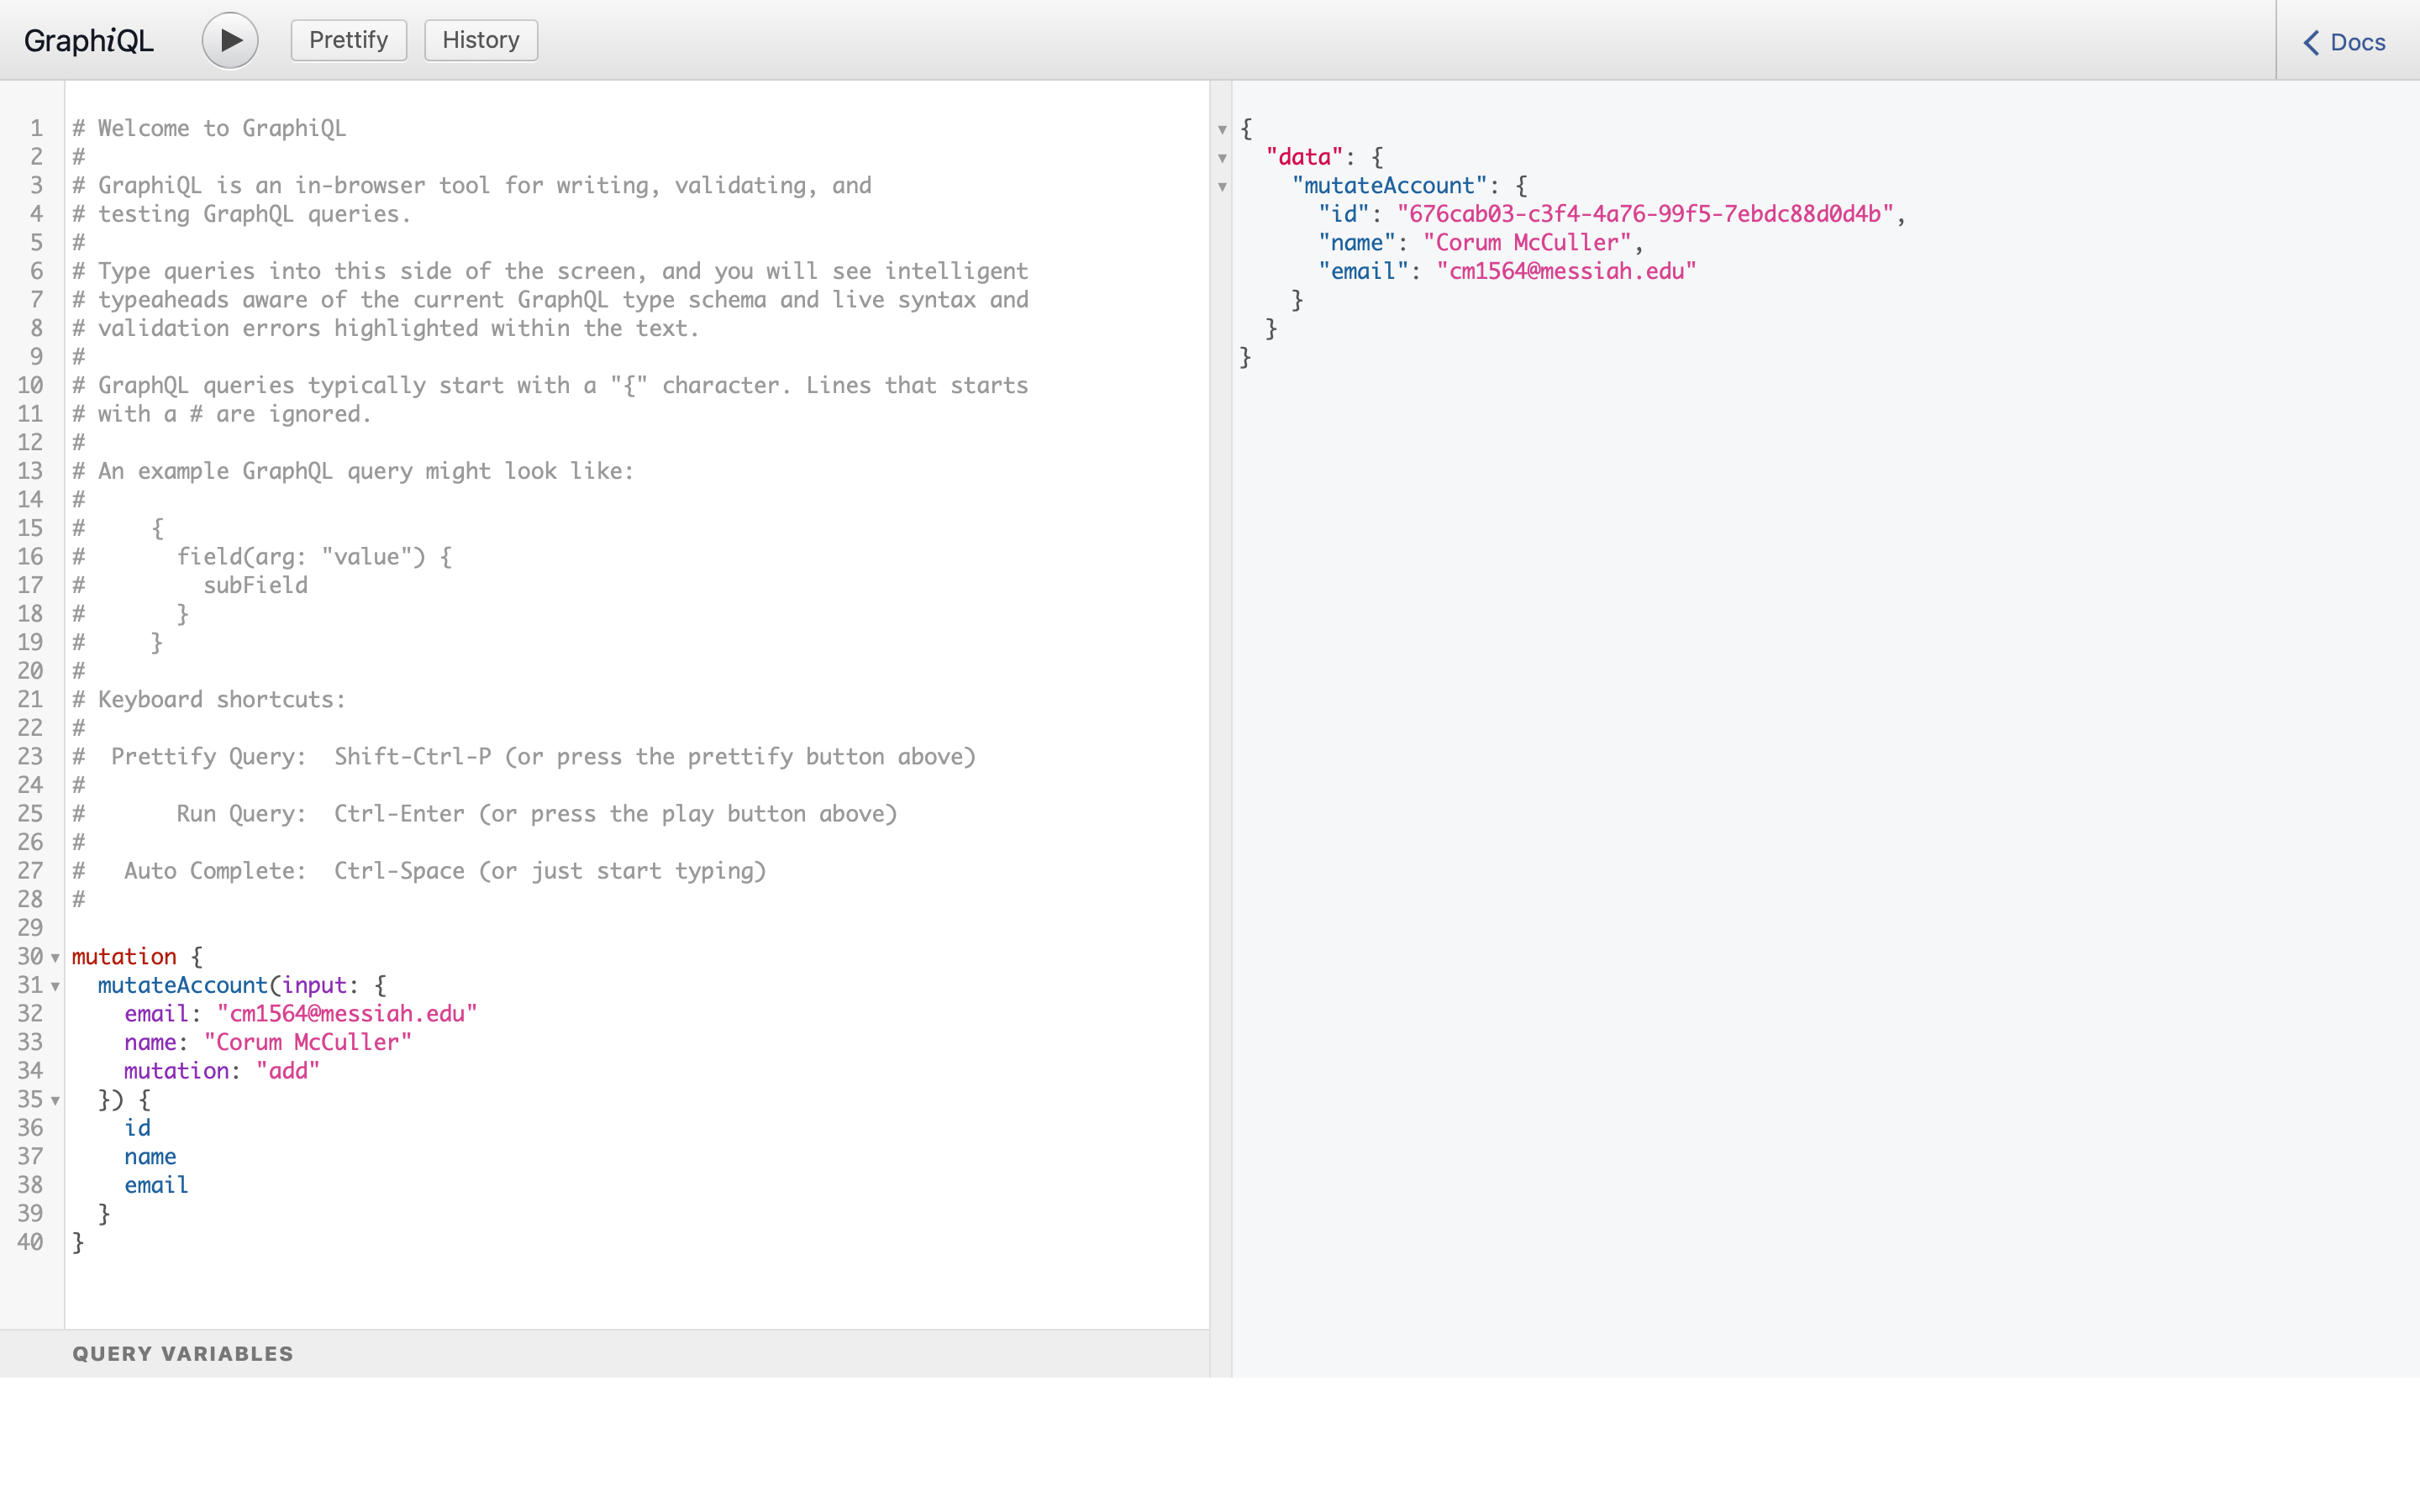 GraphiQL
Prettify
History
Docs
1 # Welcome to GraphiQL
2 #
3 # GraphiQL is an in-browser tool for writing, validating, and
4 # testing GraphQL queries.
5 #
6 # Type queries into this side of the screen, and you will see intelligent
7 # typeaheads aware of the current GraphQL type schema and live syntax and
8 # validation errors highlighted within the text.
9 #
10 # GraphQL queries typically start with a "{" character. Lines that starts
11 # with a # are ignored.
12 #
13 # An example GraphQL query might look like:
14 #
15 #     {
16 #       field(arg: "value") {
17 #         subField
18 #       }
19 #     }
20 #
21 # Keyboard shortcuts:
22 #
23 #  Prettify Query:  Shift-Ctrl-P (or press the prettify button above)
24 #
25 #       Run Query:  Ctrl-Enter (or press the play button above)
26 #
27 #   Auto Complete:  Ctrl-Space (or just start typing)
28 #
29
30 mutation {
31   mutateAccount(input: {
32     email: "cm1564@messiah.edu"
33     name: "Corum McCuller"
34     mutation: "add"
35   }) {
36     id
37     name
38     email
39   }
40 }
QUERY VARIABLES
{
  "data": {
    "mutateAccount": {
      "id": "676cab03-c3f4-4a76-99f5-7ebdc88d0d4b",
      "name": "Corum McCuller",
      "email": "cm1564@messiah.edu"
    }
  }
}